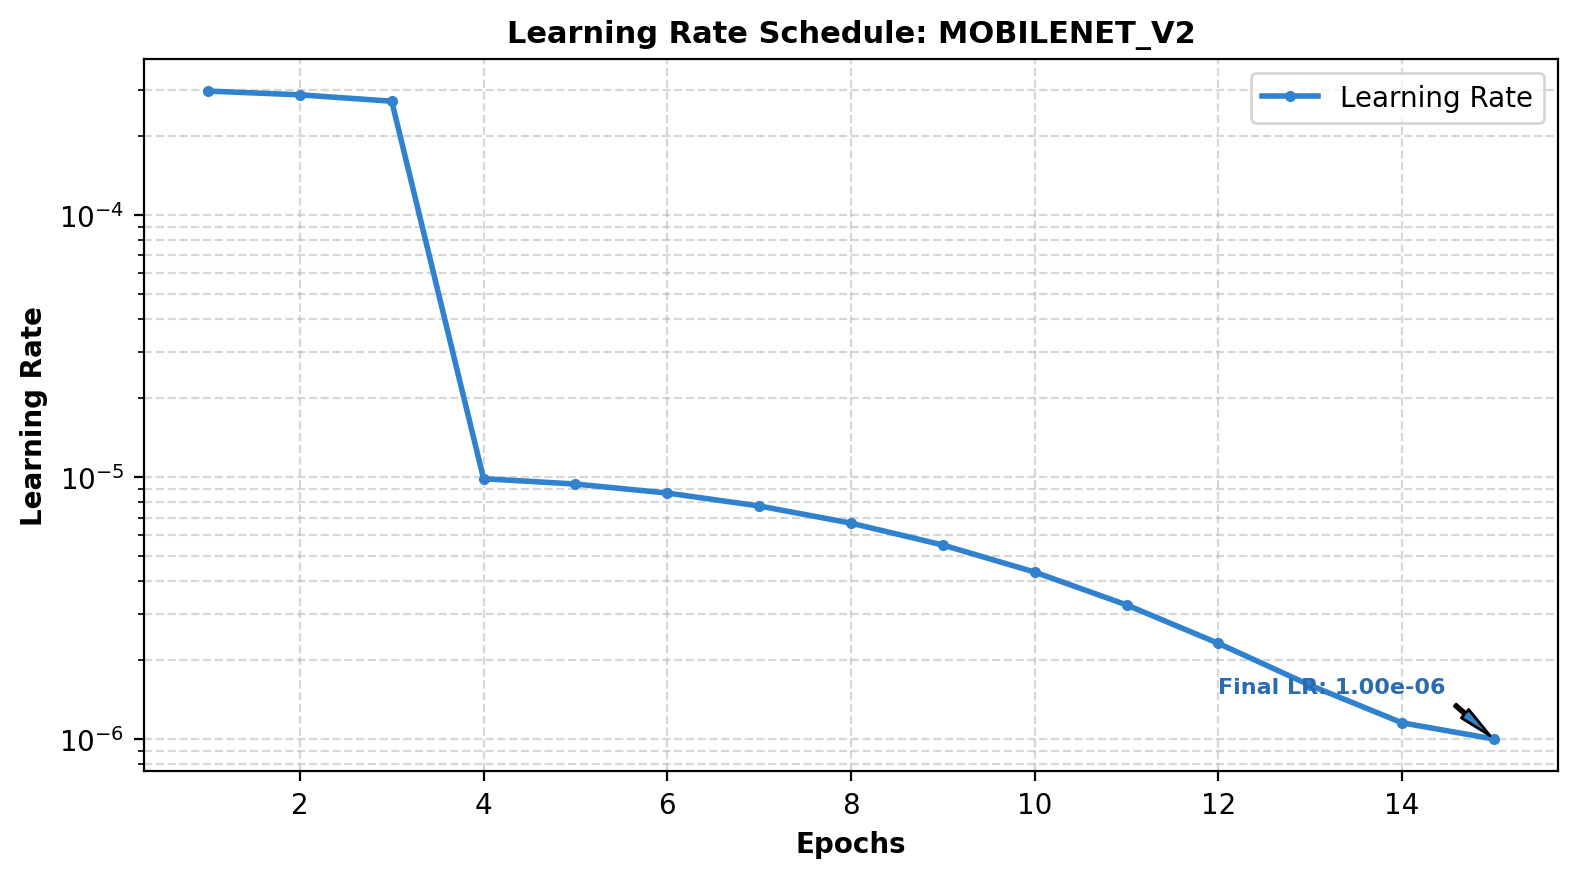 Learning Rate Schedule: MOBILENET_V2
Learning Rate
10⁻⁴
10⁻⁵
10⁻⁶
Learning Rate
Final LR: 1.00e-06
2 4 6 8 10 12 14
Epochs